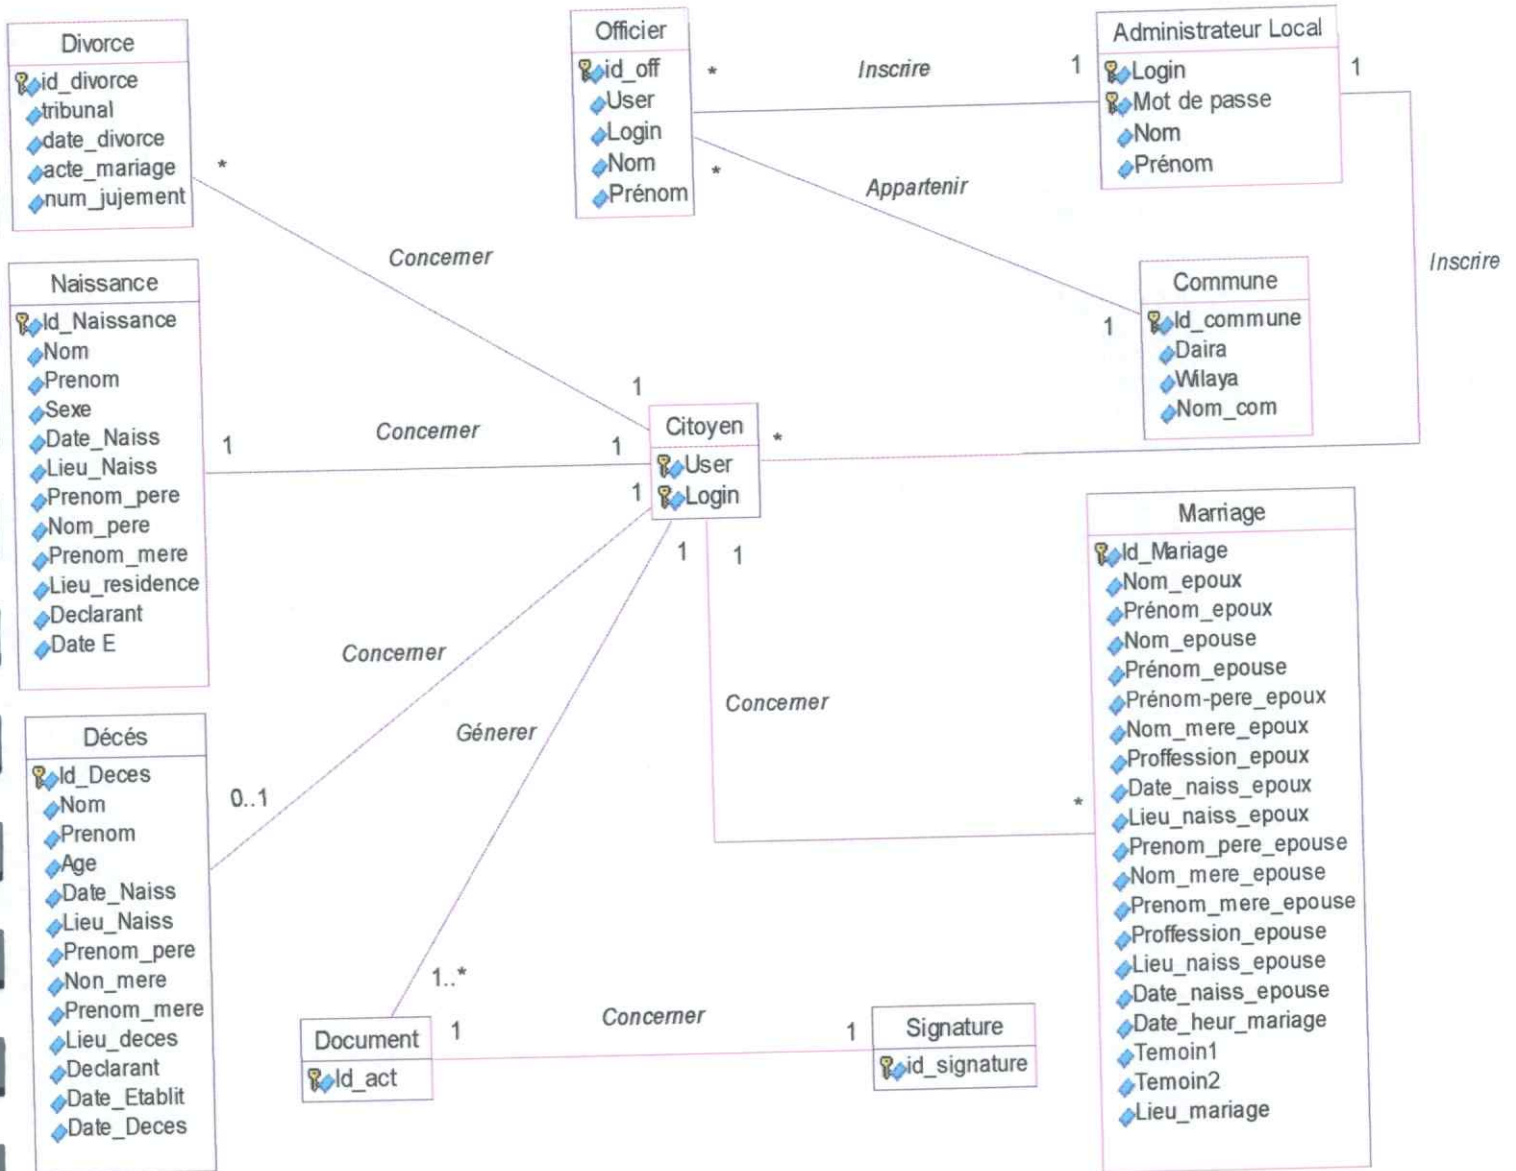 Divorce
id_divorce
tribunal
date_divorce
acte_mariage
num_jujement
*
Concerner
1
Officier
id_off
User
Login
Nom
Prénom
*
Inscrire
1
*
Appartenir
1
Administrateur Local
Login
Mot de passe
Nom
Prénom
1
Inscrire
Commune
Id_commune
Daira
Wilaya
Nom_com
Naissance
Id_Naissance
Nom
Prenom
Sexe
Date_Naiss
Lieu_Naiss
Prenom_pere
Nom_pere
Prenom_mere
Lieu_residence
Declarant
Date E
1
Concerner
1
Citoyen
User
Login
*
1
1
1
Concerner
Génerer
Concerner
0..1
1..*
*
Décés
Id_Deces
Nom
Prenom
Age
Date_Naiss
Lieu_Naiss
Prenom_pere
Non_mere
Prenom_mere
Lieu_deces
Declarant
Date_Etablit
Date_Deces
Marriage
Id_Mariage
Nom_epoux
Prénom_epoux
Nom_epouse
Prénom_epouse
Prénom-pere_epoux
Nom_mere_epoux
Proffession_epoux
Date_naiss_epoux
Lieu_naiss_epoux
Prenom_pere_epouse
Nom_mere_epouse
Prenom_mere_epouse
Proffession_epouse
Lieu_naiss_epouse
Date_naiss_epouse
Date_heur_mariage
Temoin1
Temoin2
Lieu_mariage
Document
Id_act
1
Concerner
1
Signature
id_signature